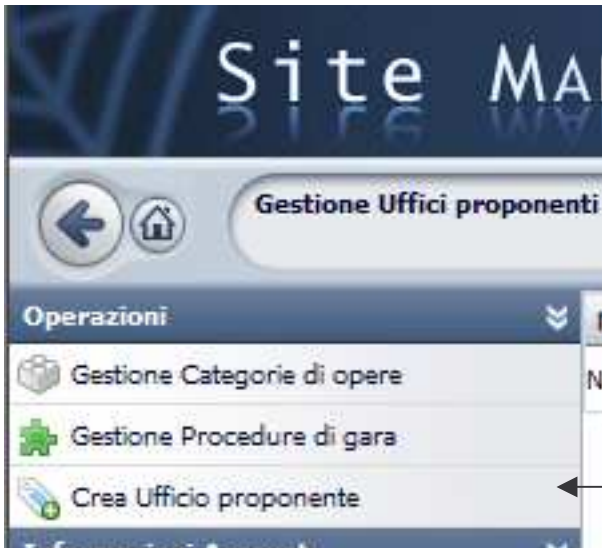 Site MA
Gestione Uffici proponenti
Operazioni
Gestione Categorie di opere
N
Gestione Procedure di gara
Crea Ufficio proponente